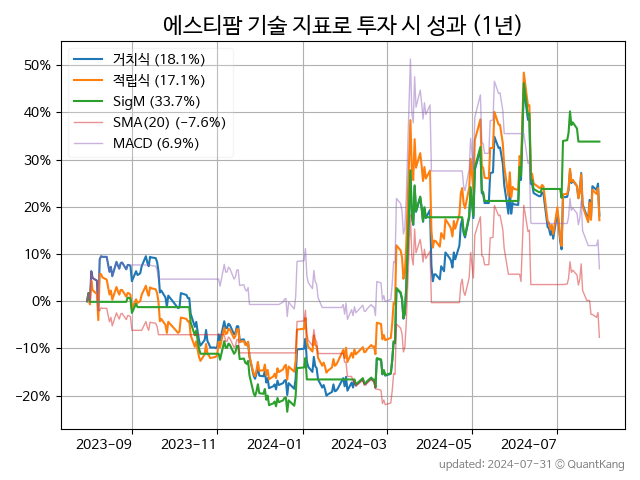 에스티팜 기술 지표로 투자 시 성과 (1년)
거치식 (18.1%)
적립식 (17.1%)
SigM (33.7%)
SMA(20) (−7.6%)
MACD (6.9%)
50%
40%
30%
20%
10%
0%
−10%
−20%
2023−09 2023−11 2024−01 2024−03 2024−05 2024−07
updated: 2024-07-31 © QuantKang